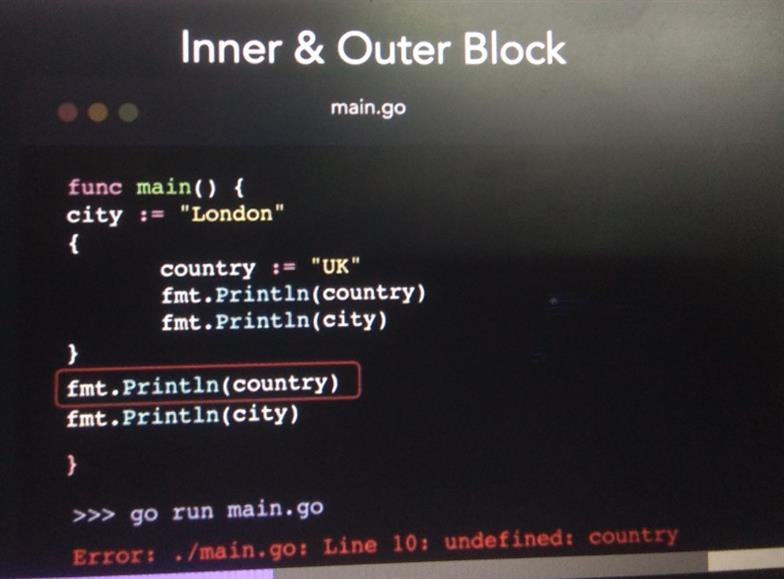 Inner & Outer Block
main.go
func main() {
city := "London"
{
country := "UK"
fmt.Println(country)
fmt.Println(city)
}
fmt.Println(country)
fmt.Println(city)
}
>>> go run main.go
Error: ./main.go: Line 10: undefined: country